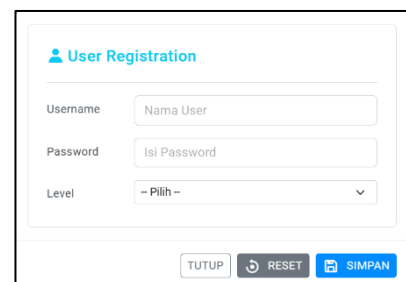 User Registration
Username Nama User
Password Isi Password
Level -- Pilih --
TUTUP RESET SIMPAN